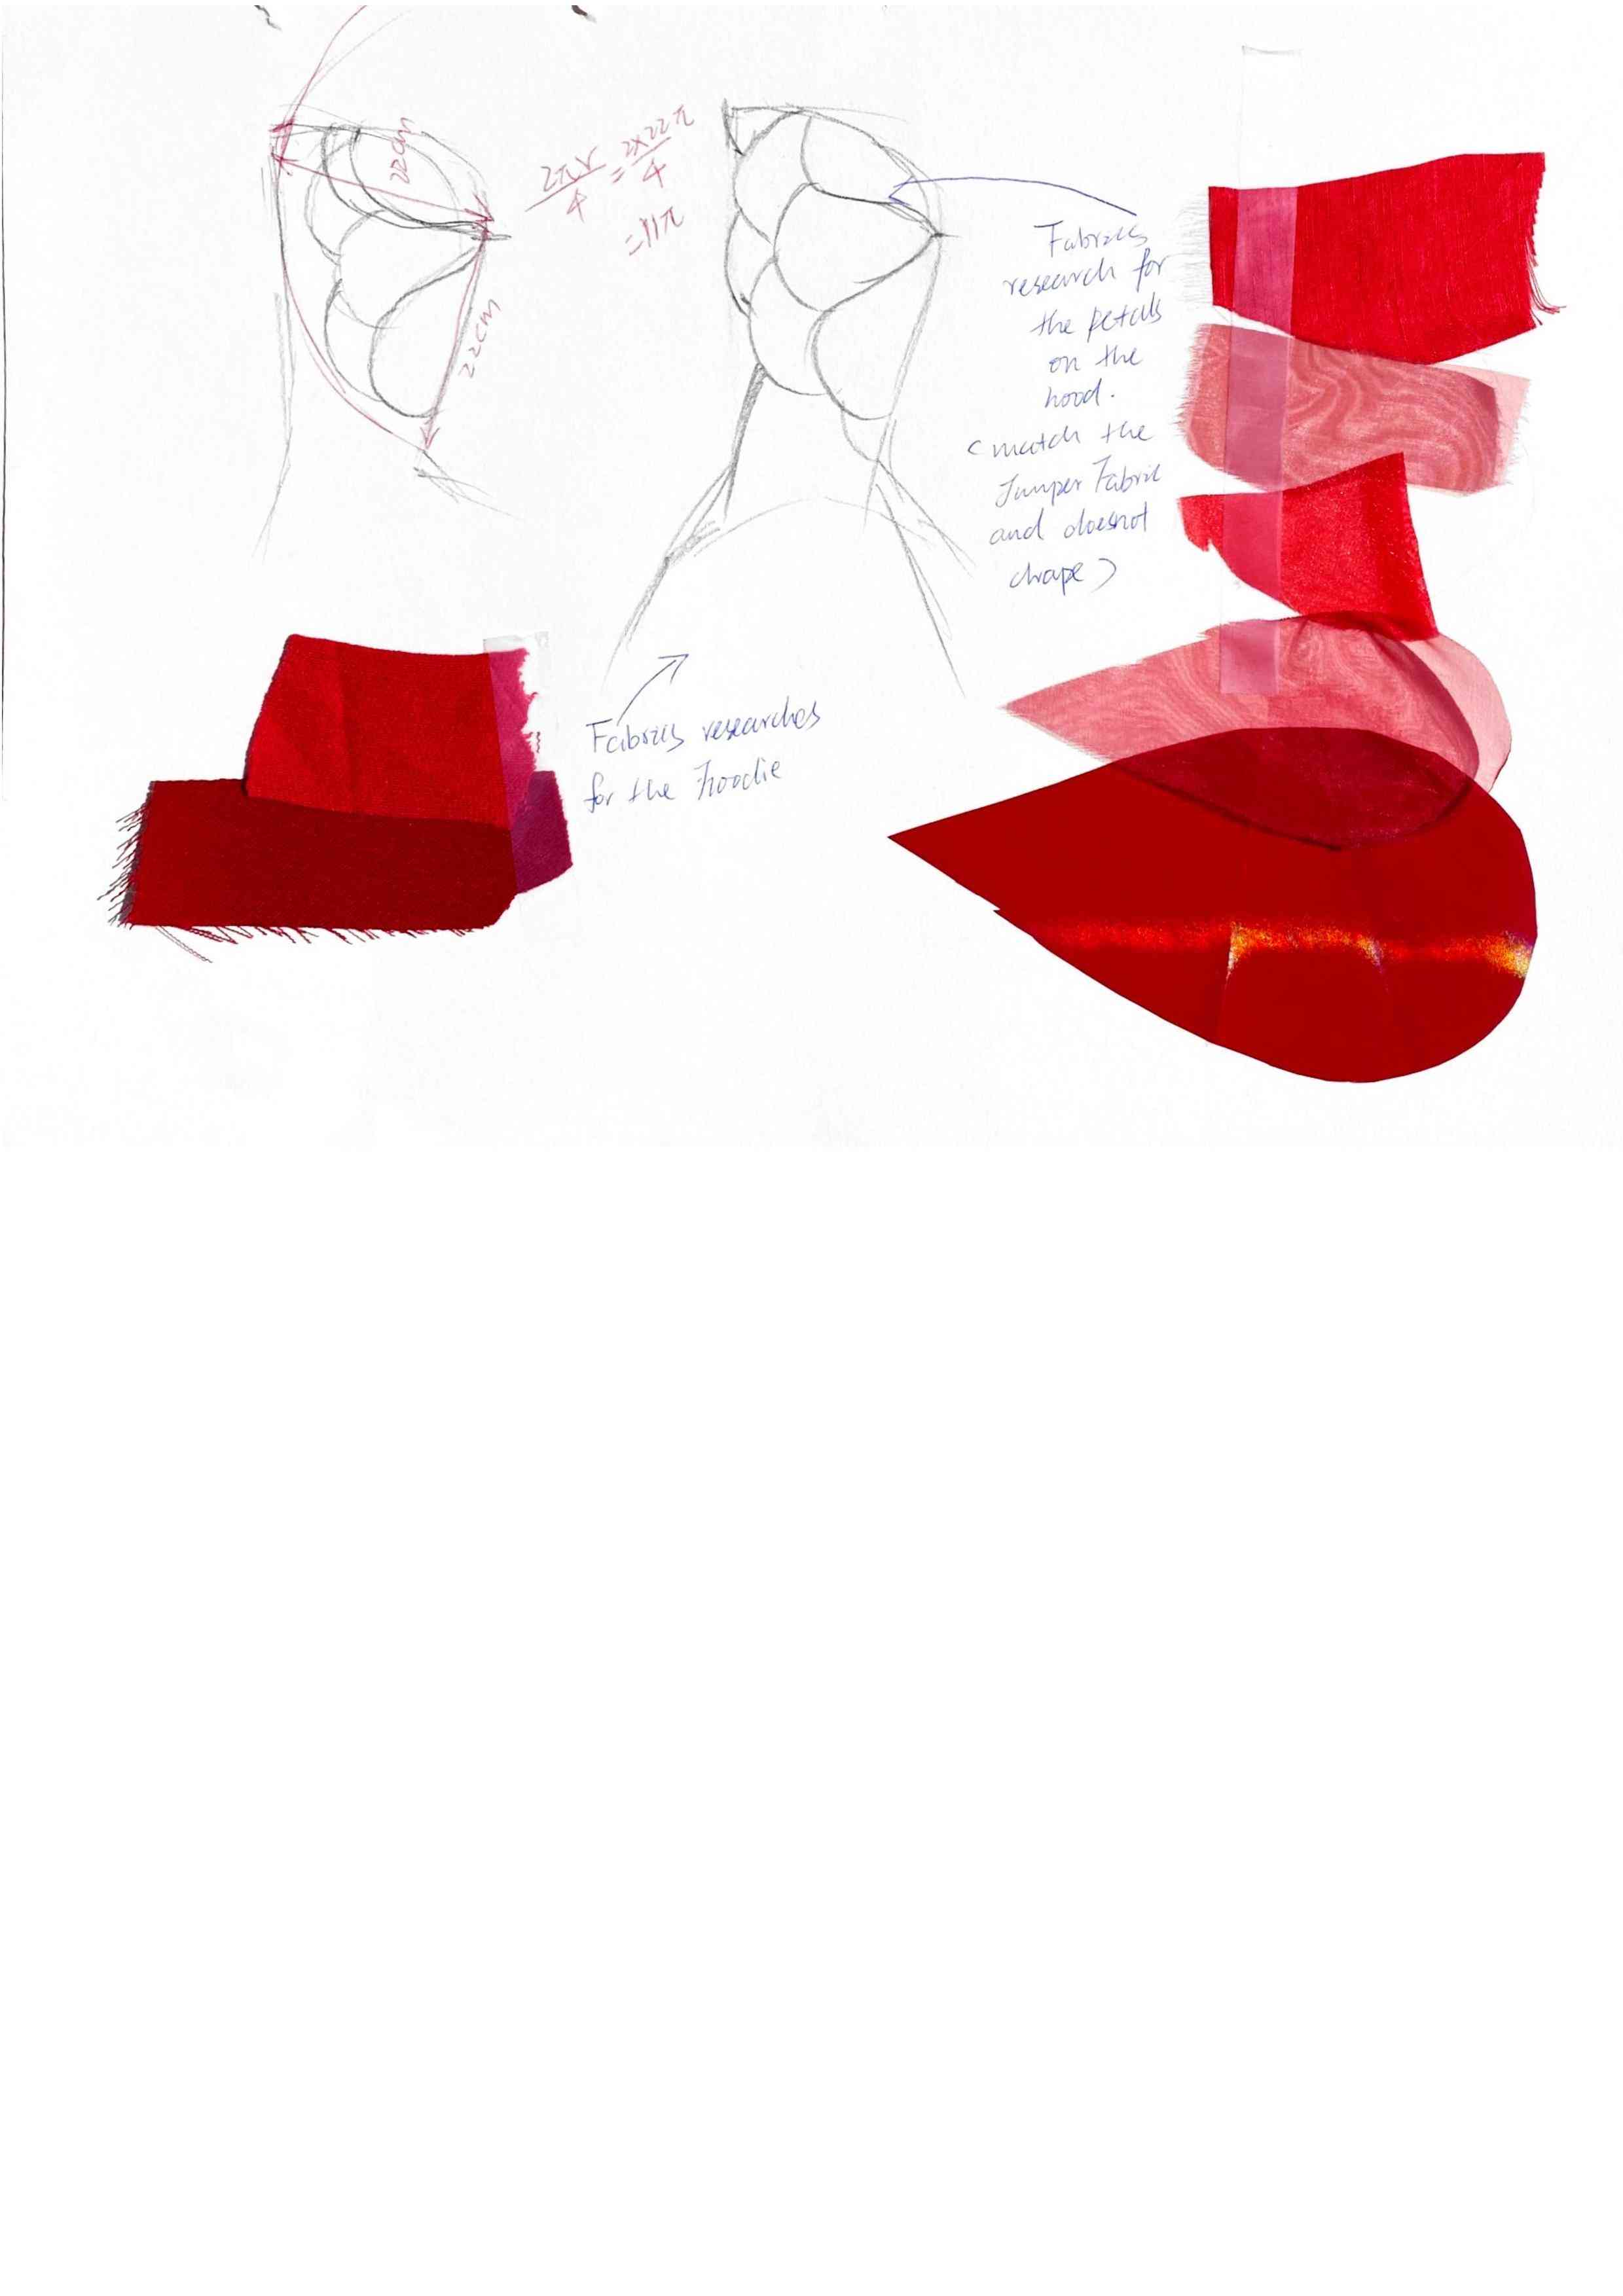 22cm
22cm
2πr/4 = 2x22π/4
=11π
Fabrics
research for
the petals
on the
hood.
(match the
Jumper Fabric
and doesnot
drape)
Fabrics researches
for the Hoodie